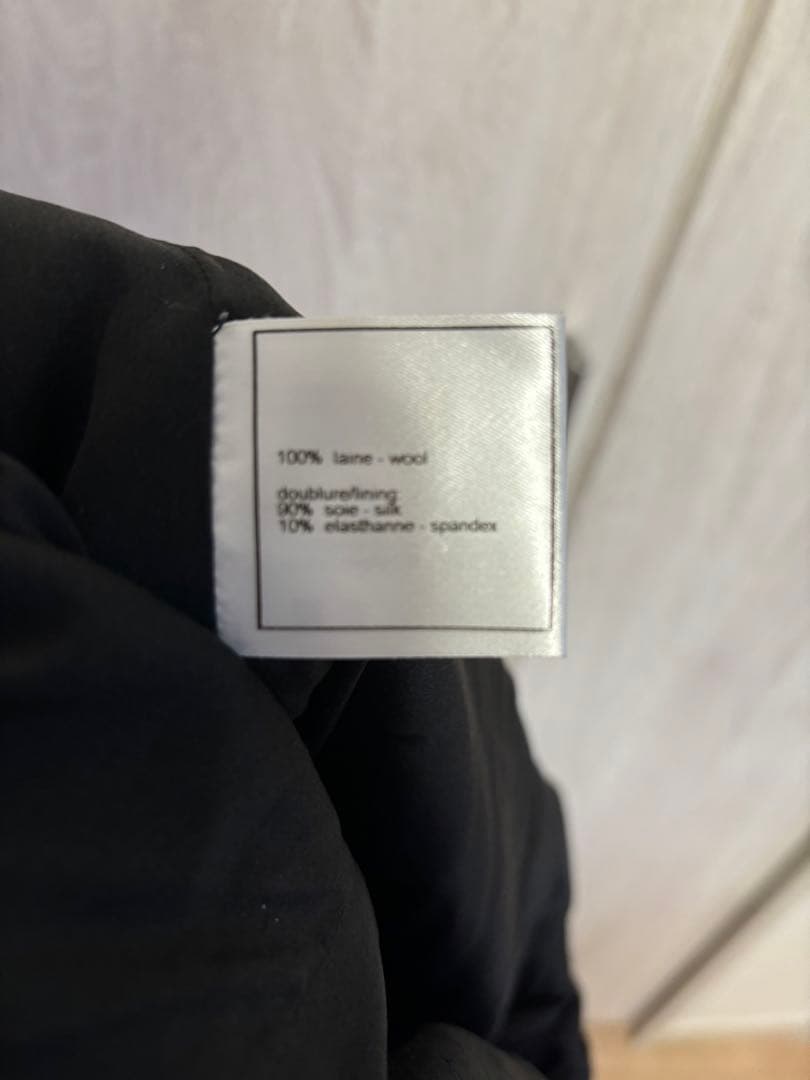 100% laine - wool
doublure/lining:
90% soie - silk
10% elasthanne - spandex